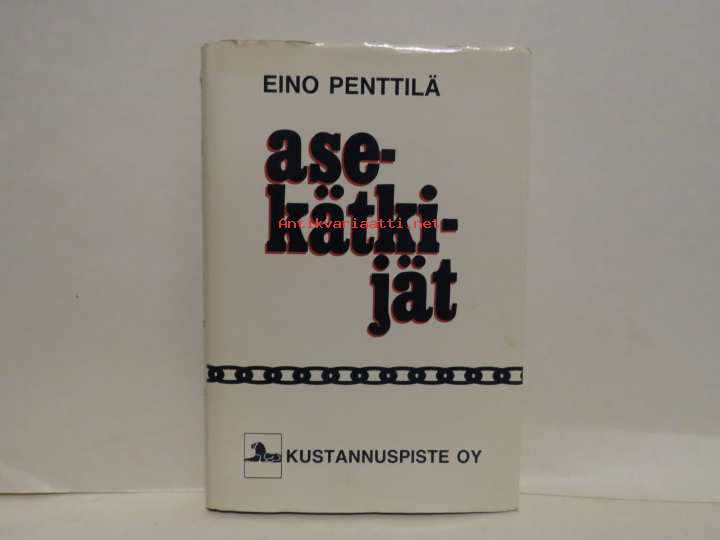 EINO PENTTILÄ
ase-
kätki-
Antikvariaatti.net
jät
KUSTANNUSPISTE OY